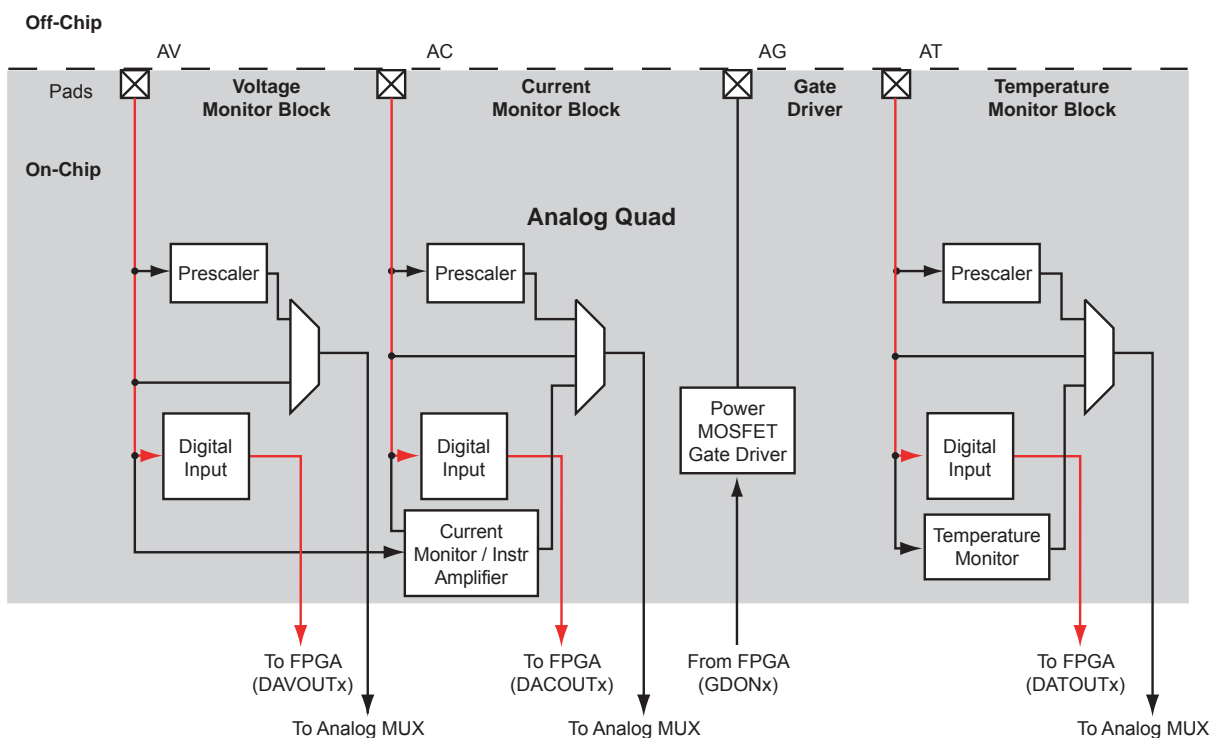 Off-Chip
AV
AC
AG
AT
Pads
Voltage
Monitor Block
Current
Monitor Block
Gate
Driver
Temperature
Monitor Block
On-Chip
Analog Quad
Prescaler
Prescaler
Prescaler
Digital
Input
Digital
Input
Power
MOSFET
Gate Driver
Digital
Input
Current
Monitor / Instr
Amplifier
Temperature
Monitor
To FPGA
(DAVOUTx)
To FPGA
(DACOUTx)
From FPGA
(GDONx)
To FPGA
(DATOUTx)
To Analog MUX
To Analog MUX
To Analog MUX